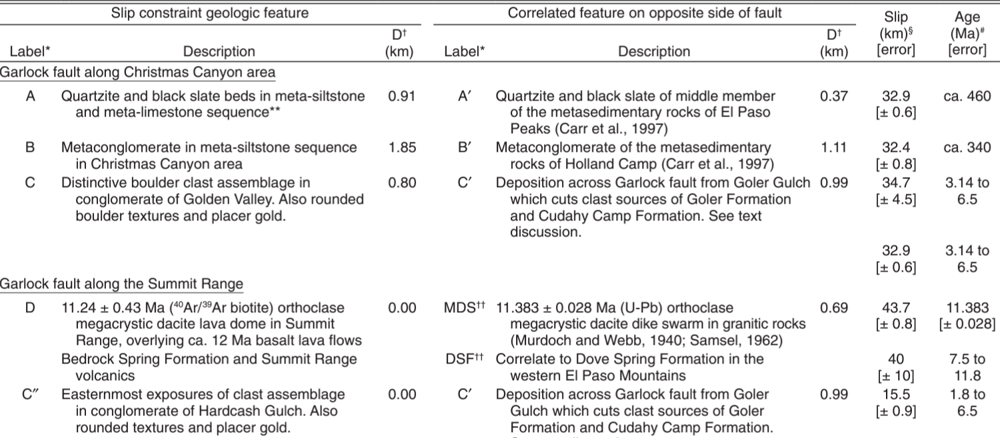 Slip constraint geologic feature Correlated feature on opposite side of fault Slip Age
D† D† (km)§ (Ma)#
Label* Description (km) Label* Description (km) [error] [error]
Garlock fault along Christmas Canyon area
A Quartzite and black slate beds in meta-siltstone 0.91 A′ Quartzite and black slate of middle member 0.37 32.9 ca. 460
and meta-limestone sequence** of the metasedimentary rocks of El Paso [± 0.6]
Peaks (Carr et al., 1997)
B Metaconglomerate in meta-siltstone sequence 1.85 B′ Metaconglomerate of the metasedimentary 1.11 32.4 ca. 340
in Christmas Canyon area rocks of Holland Camp (Carr et al., 1997) [± 0.8]
C Distinctive boulder clast assemblage in 0.80 C′ Deposition across Garlock fault from Goler Gulch 0.99 34.7 3.14 to
conglomerate of Golden Valley. Also rounded which cuts clast sources of Goler Formation [± 4.5] 6.5
boulder textures and placer gold. and Cudahy Camp Formation. See text
discussion.
32.9 3.14 to
[± 0.6] 6.5
Garlock fault along the Summit Range
D 11.24 ± 0.43 Ma (⁴⁰Ar/³⁹Ar biotite) orthoclase 0.00 MDS†† 11.383 ± 0.028 Ma (U-Pb) orthoclase 0.69 43.7 11.383
megacrystic dacite lava dome in Summit megacrystic dacite dike swarm in granitic rocks [± 0.8] [± 0.028]
Range, overlying ca. 12 Ma basalt lava flows (Murdoch and Webb, 1940; Samsel, 1962)
Bedrock Spring Formation and Summit Range DSF†† Correlate to Dove Spring Formation in the 40 7.5 to
volcanics western El Paso Mountains [± 10] 11.8
C″ Easternmost exposures of clast assemblage 0.00 C′ Deposition across Garlock fault from Goler 0.99 15.5 1.8 to
in conglomerate of Hardcash Gulch. Also Gulch which cuts clast sources of Goler [± 0.9] 6.5
rounded textures and placer gold. Formation and Cudahy Camp Formation.